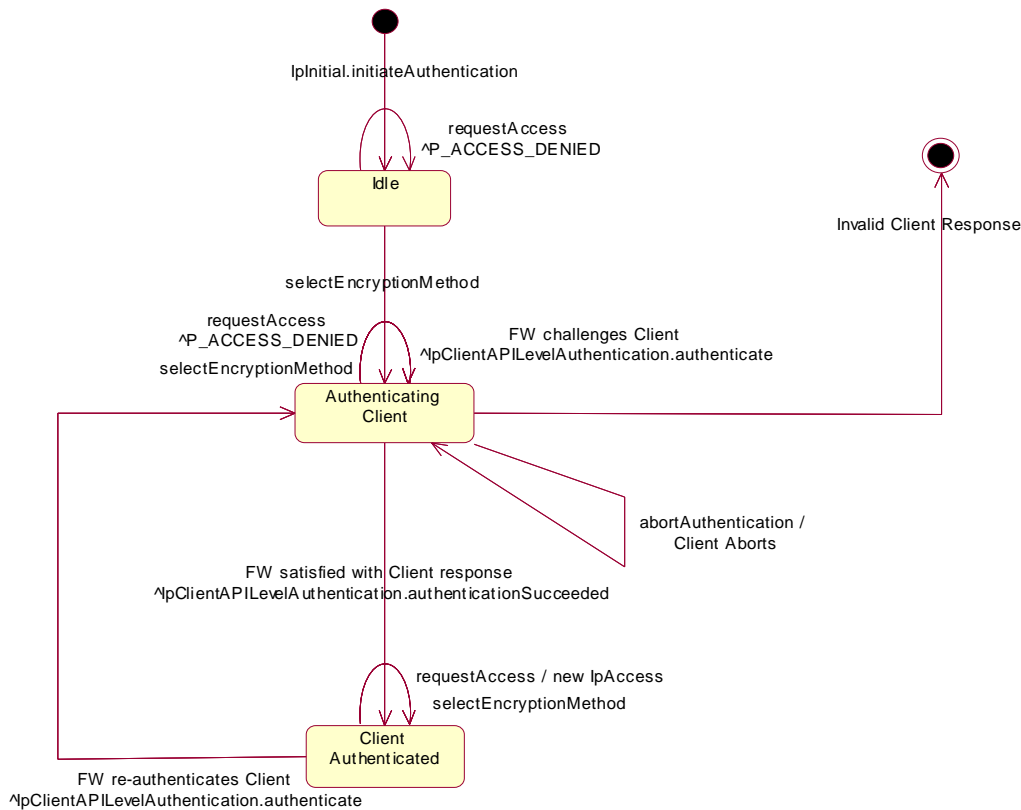 IpInitial.initiateAuthentication
requestAccess
^P_ACCESS_DENIED
Idle
Invalid Client Response
selectEncryptionMethod
requestAccess
^P_ACCESS_DENIED
selectEncryptionMethod
FW challenges Client
^IpClientAPILevelAuthentication.authenticate
Authenticating
Client
abortAuthentication /
Client Aborts
FW satisfied with Client response
^IpClientAPILevelAuthentication.authenticationSucceeded
requestAccess / new IpAccess
selectEncryptionMethod
Client
Authenticated
FW re-authenticates Client
^IpClientAPILevelAuthentication.authenticate